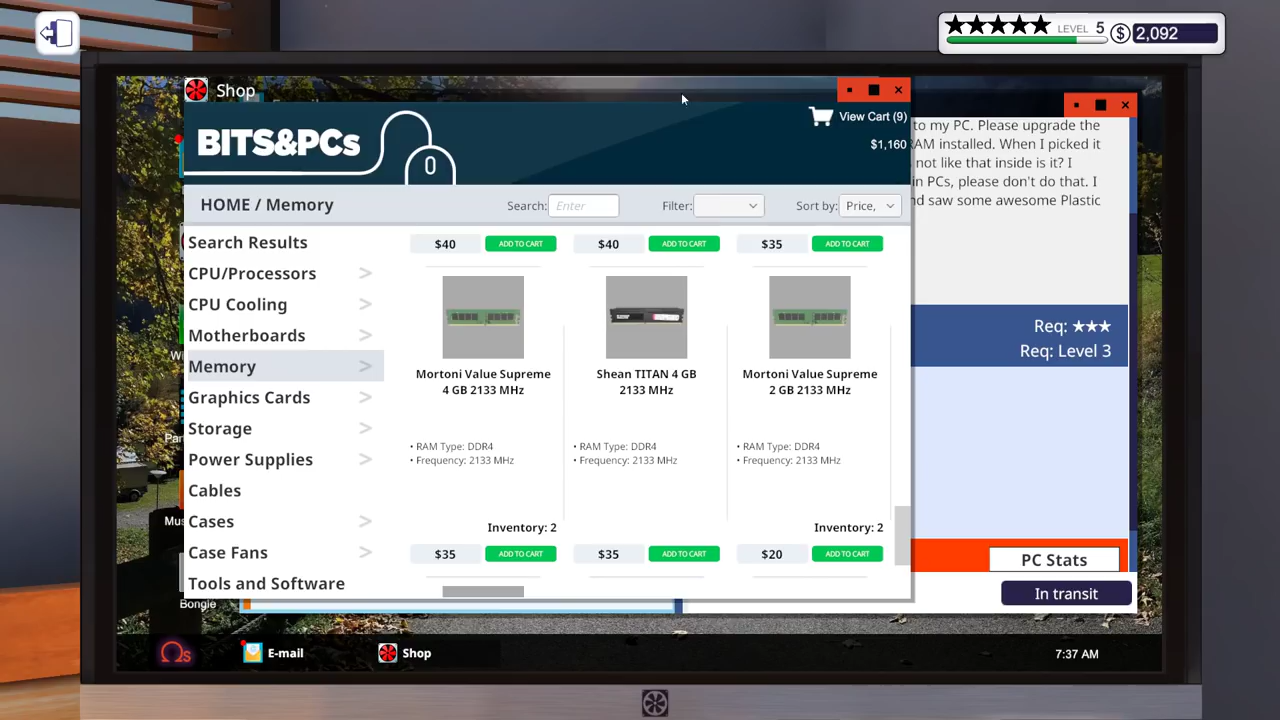 LEVEL 5
$ 2,092
Shop
BITS&PCs
0
View Cart (9)
$1,160
HOME / Memory
Search: Enter
Filter:
Sort by: Price,
Search Results
CPU/Processors >
CPU Cooling >
Motherboards >
Memory >
Graphics Cards >
Storage >
Power Supplies >
Cables
Cases >
Case Fans >
Tools and Software
$40 ADD TO CART
$40 ADD TO CART
$35 ADD TO CART
Mortoni Value Supreme
4 GB 2133 MHz
• RAM Type: DDR4
• Frequency: 2133 MHz
Inventory: 2
$35 ADD TO CART
Shean TITAN 4 GB
2133 MHz
• RAM Type: DDR4
• Frequency: 2133 MHz
$35 ADD TO CART
Mortoni Value Supreme
2 GB 2133 MHz
• RAM Type: DDR4
• Frequency: 2133 MHz
Inventory: 2
$20 ADD TO CART
to my PC. Please upgrade the
RAM installed. When I picked it
not like that inside is it? I
in PCs, please don't do that. I
saw some awesome Plastic
Req: ★★★
Req: Level 3
PC Stats
In transit
Bongle
Ωs
E-mail
Shop
7:37 AM